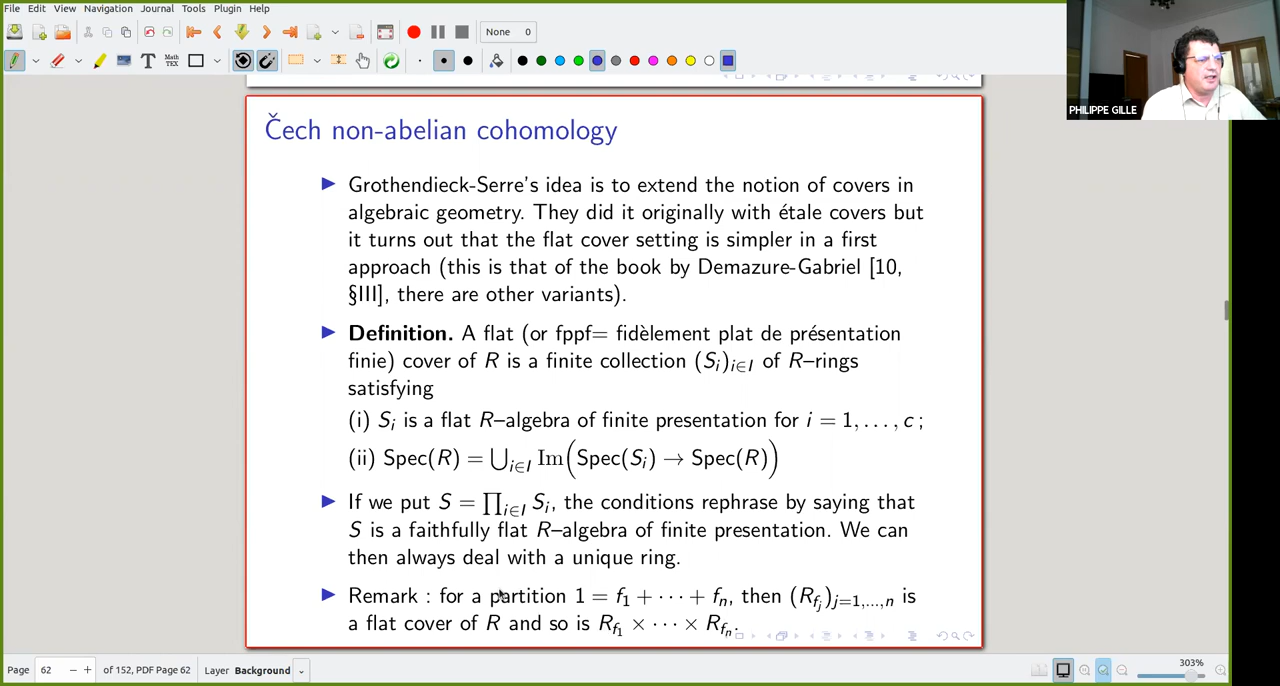 File Edit View Navigation Journal Tools Plugin Help
None 0
T Math TEX
PHILIPPE GILLE
Čech non-abelian cohomology
▶ Grothendieck-Serre's idea is to extend the notion of covers in
algebraic geometry. They did it originally with étale covers but
it turns out that the flat cover setting is simpler in a first
approach (this is that of the book by Demazure-Gabriel [10,
§III], there are other variants).
▶ Definition. A flat (or fppf= fidèlement plat de présentation
finie) cover of R is a finite collection (S_i)_{i∈I} of R–rings
satisfying
(i) S_i is a flat R–algebra of finite presentation for i = 1, . . . , c ;
(ii) Spec(R) = ⋃_{i∈I} Im(Spec(S_i) → Spec(R))
▶ If we put S = ∏_{i∈I} S_i, the conditions rephrase by saying that
S is a faithfully flat R–algebra of finite presentation. We can
then always deal with a unique ring.
▶ Remark : for a partition 1 = f_1 + · · · + f_n, then (R_{f_j})_{j=1,...,n} is
a flat cover of R and so is R_{f_1} × · · · × R_{f_n}.
Page 62 − + of 152, PDF Page 62 Layer Background 303%